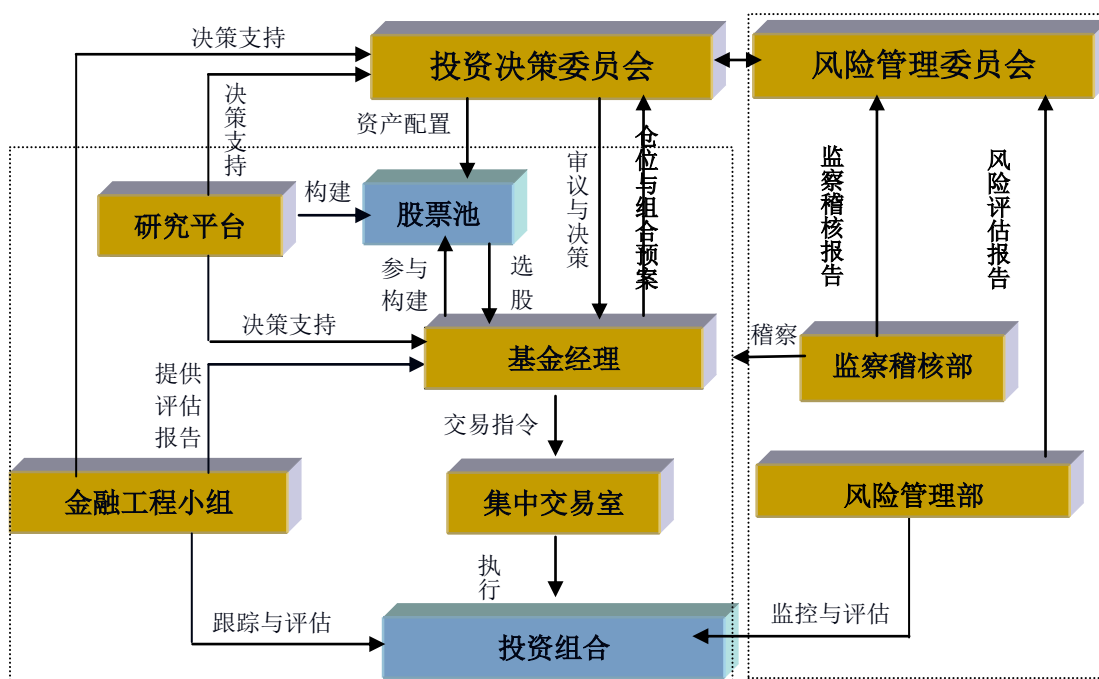 决策支持
投资决策委员会
风险管理委员会
决策支持
资产配置
审议与决策
仓位与组合预案
监察稽核报告
风险评估报告
研究平台
构建
股票池
参与
构建
选股
决策支持
基金经理
稽察
监察稽核部
提供
评估
报告
交易指令
金融工程小组
集中交易室
风险管理部
执行
跟踪与评估
投资组合
监控与评估